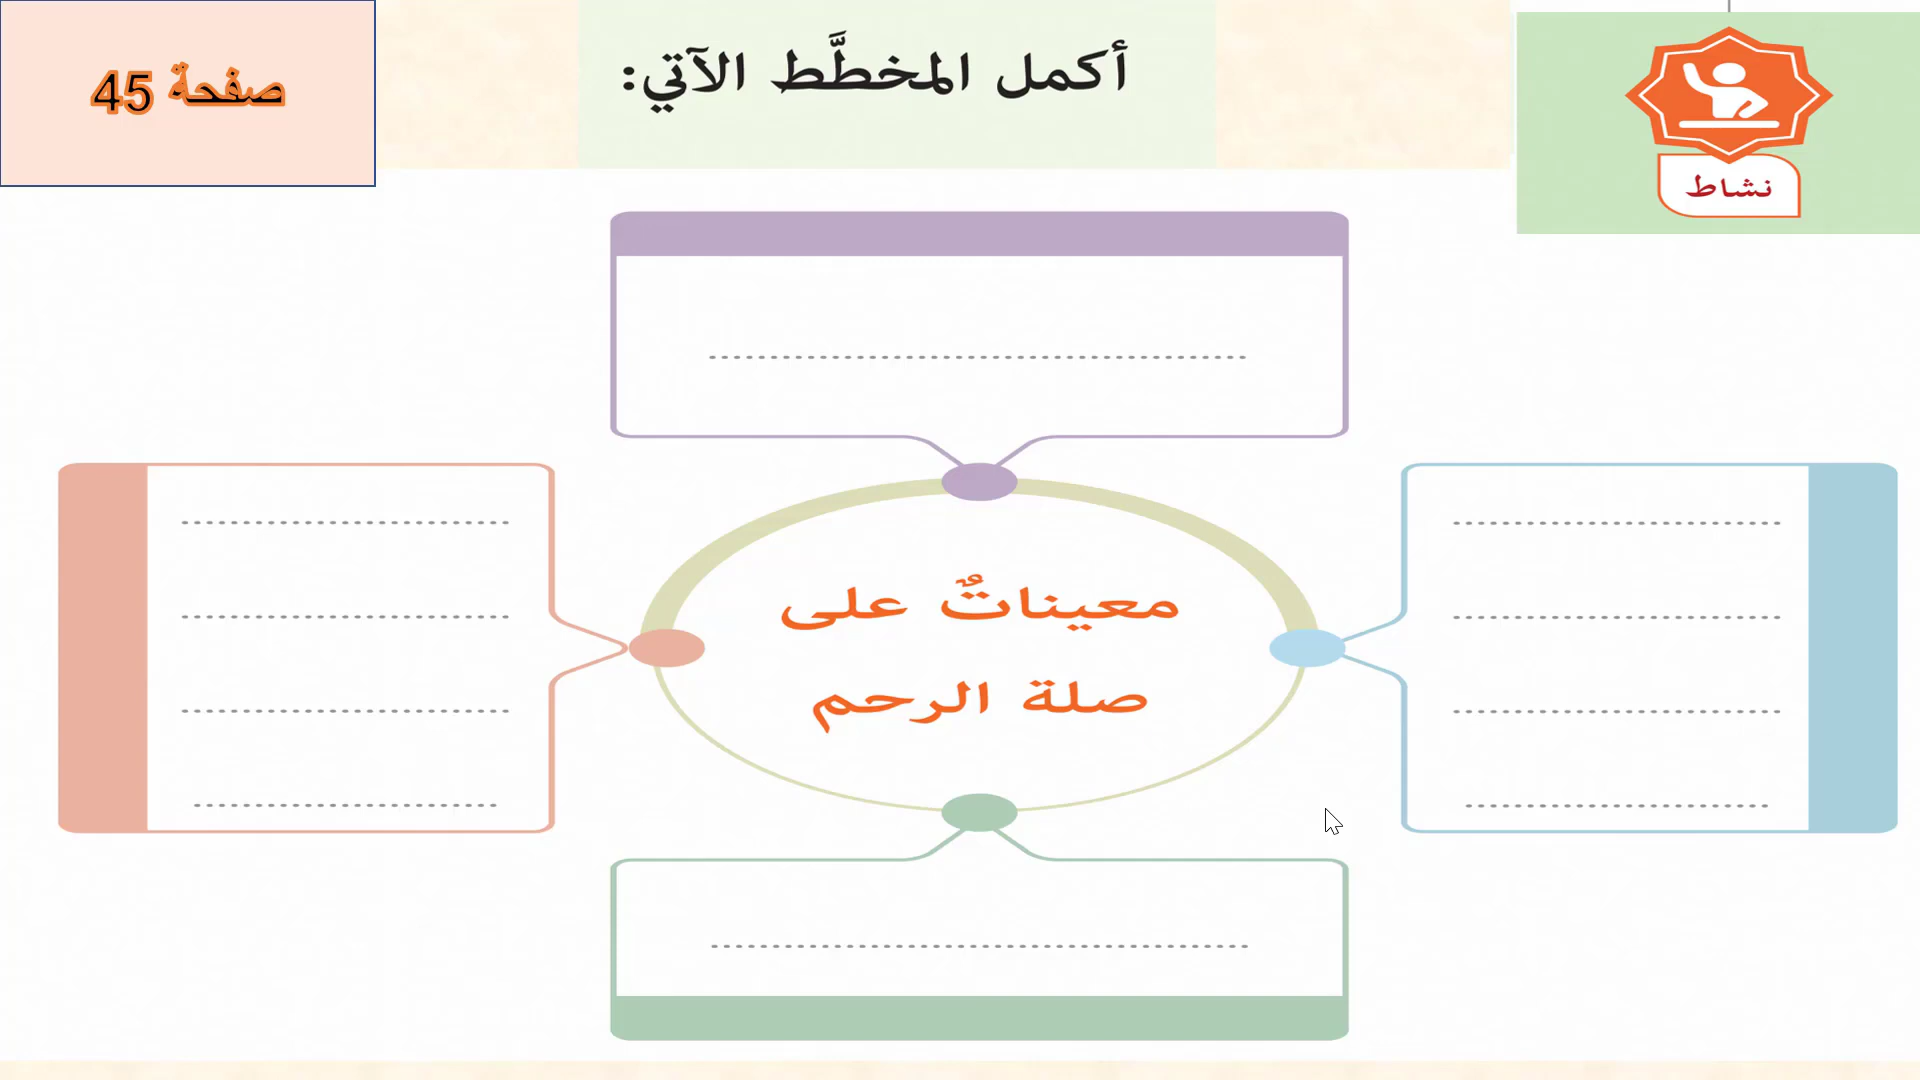 أكمل المخطَّط الآتي:
صفحة 45
نشاط
معيناتٌ على
صلة الرحم